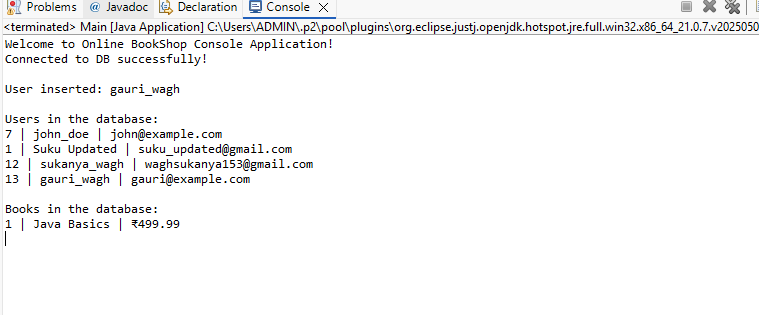 Problems @ Javadoc Declaration Console
<terminated> Main [Java Application] C:\Users\ADMIN\.p2\pool\plugins\org.eclipse.justj.openjdk.hotspot.jre.full.win32.x86_64_21.0.7.v2025050
Welcome to Online BookShop Console Application!
Connected to DB successfully!
User inserted: gauri_wagh
Users in the database:
7 | john_doe | john@example.com
1 | Suku Updated | suku_updated@gmail.com
12 | sukanya_wagh | waghsukanya153@gmail.com
13 | gauri_wagh | gauri@example.com
Books in the database:
1 | Java Basics | ₹499.99